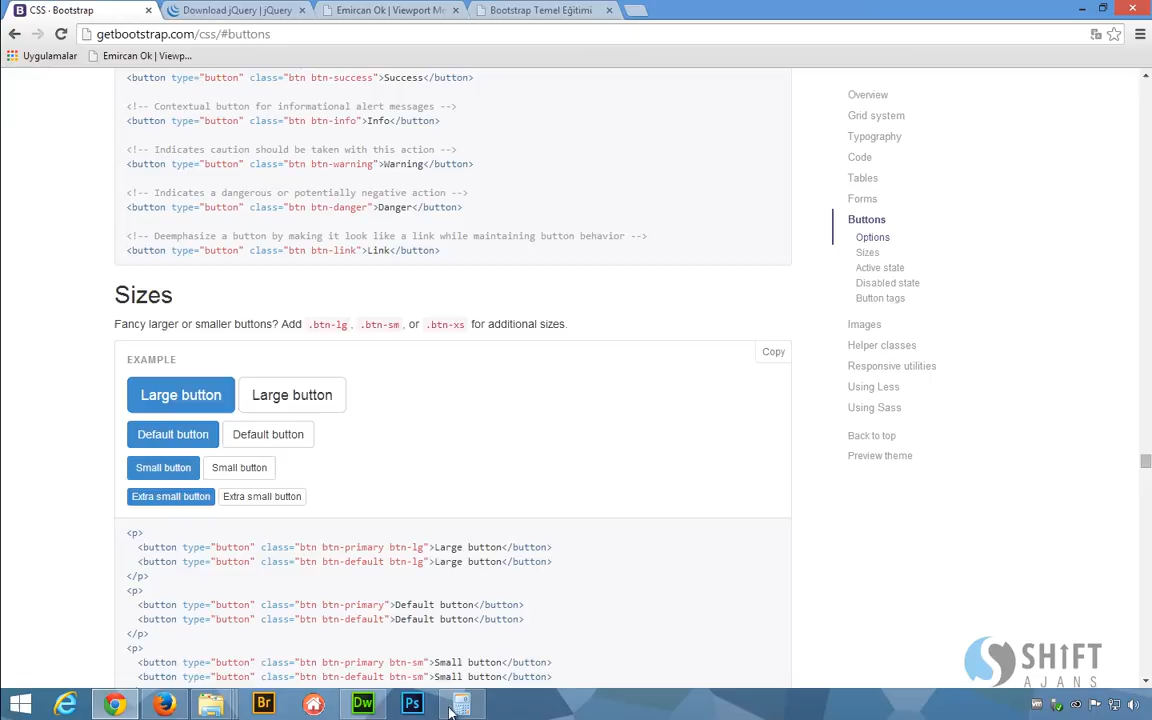 CSS · Bootstrap
Download jQuery | jQuery
Emircan Ok | Viewport Me
Bootstrap Temel Eğitimi
getbootstrap.com/css/#buttons
Uygulamalar
Emircan Ok | Viewp...
<button type="button" class="btn btn-success">Success</button>
<!-- Contextual button for informational alert messages -->
<button type="button" class="btn btn-info">Info</button>
<!-- Indicates caution should be taken with this action -->
<button type="button" class="btn btn-warning">Warning</button>
<!-- Indicates a dangerous or potentially negative action -->
<button type="button" class="btn btn-danger">Danger</button>
<!-- Deemphasize a button by making it look like a link while maintaining button behavior -->
<button type="button" class="btn btn-link">Link</button>
Sizes
Fancy larger or smaller buttons? Add .btn-lg, .btn-sm, or .btn-xs for additional sizes.
EXAMPLE
Copy
Large button Large button
Default button Default button
Small button Small button
Extra small button Extra small button
<p>
<button type="button" class="btn btn-primary btn-lg">Large button</button>
<button type="button" class="btn btn-default btn-lg">Large button</button>
</p>
<p>
<button type="button" class="btn btn-primary">Default button</button>
<button type="button" class="btn btn-default">Default button</button>
</p>
<p>
<button type="button" class="btn btn-primary btn-sm">Small button</button>
<button type="button" class="btn btn-default btn-sm">Small button</button>
Overview
Grid system
Typography
Code
Tables
Forms
Buttons
Options
Sizes
Active state
Disabled state
Button tags
Images
Helper classes
Responsive utilities
Using Less
Using Sass
Back to top
Preview theme
SHiFT
AJANS
Br
Dw
Ps